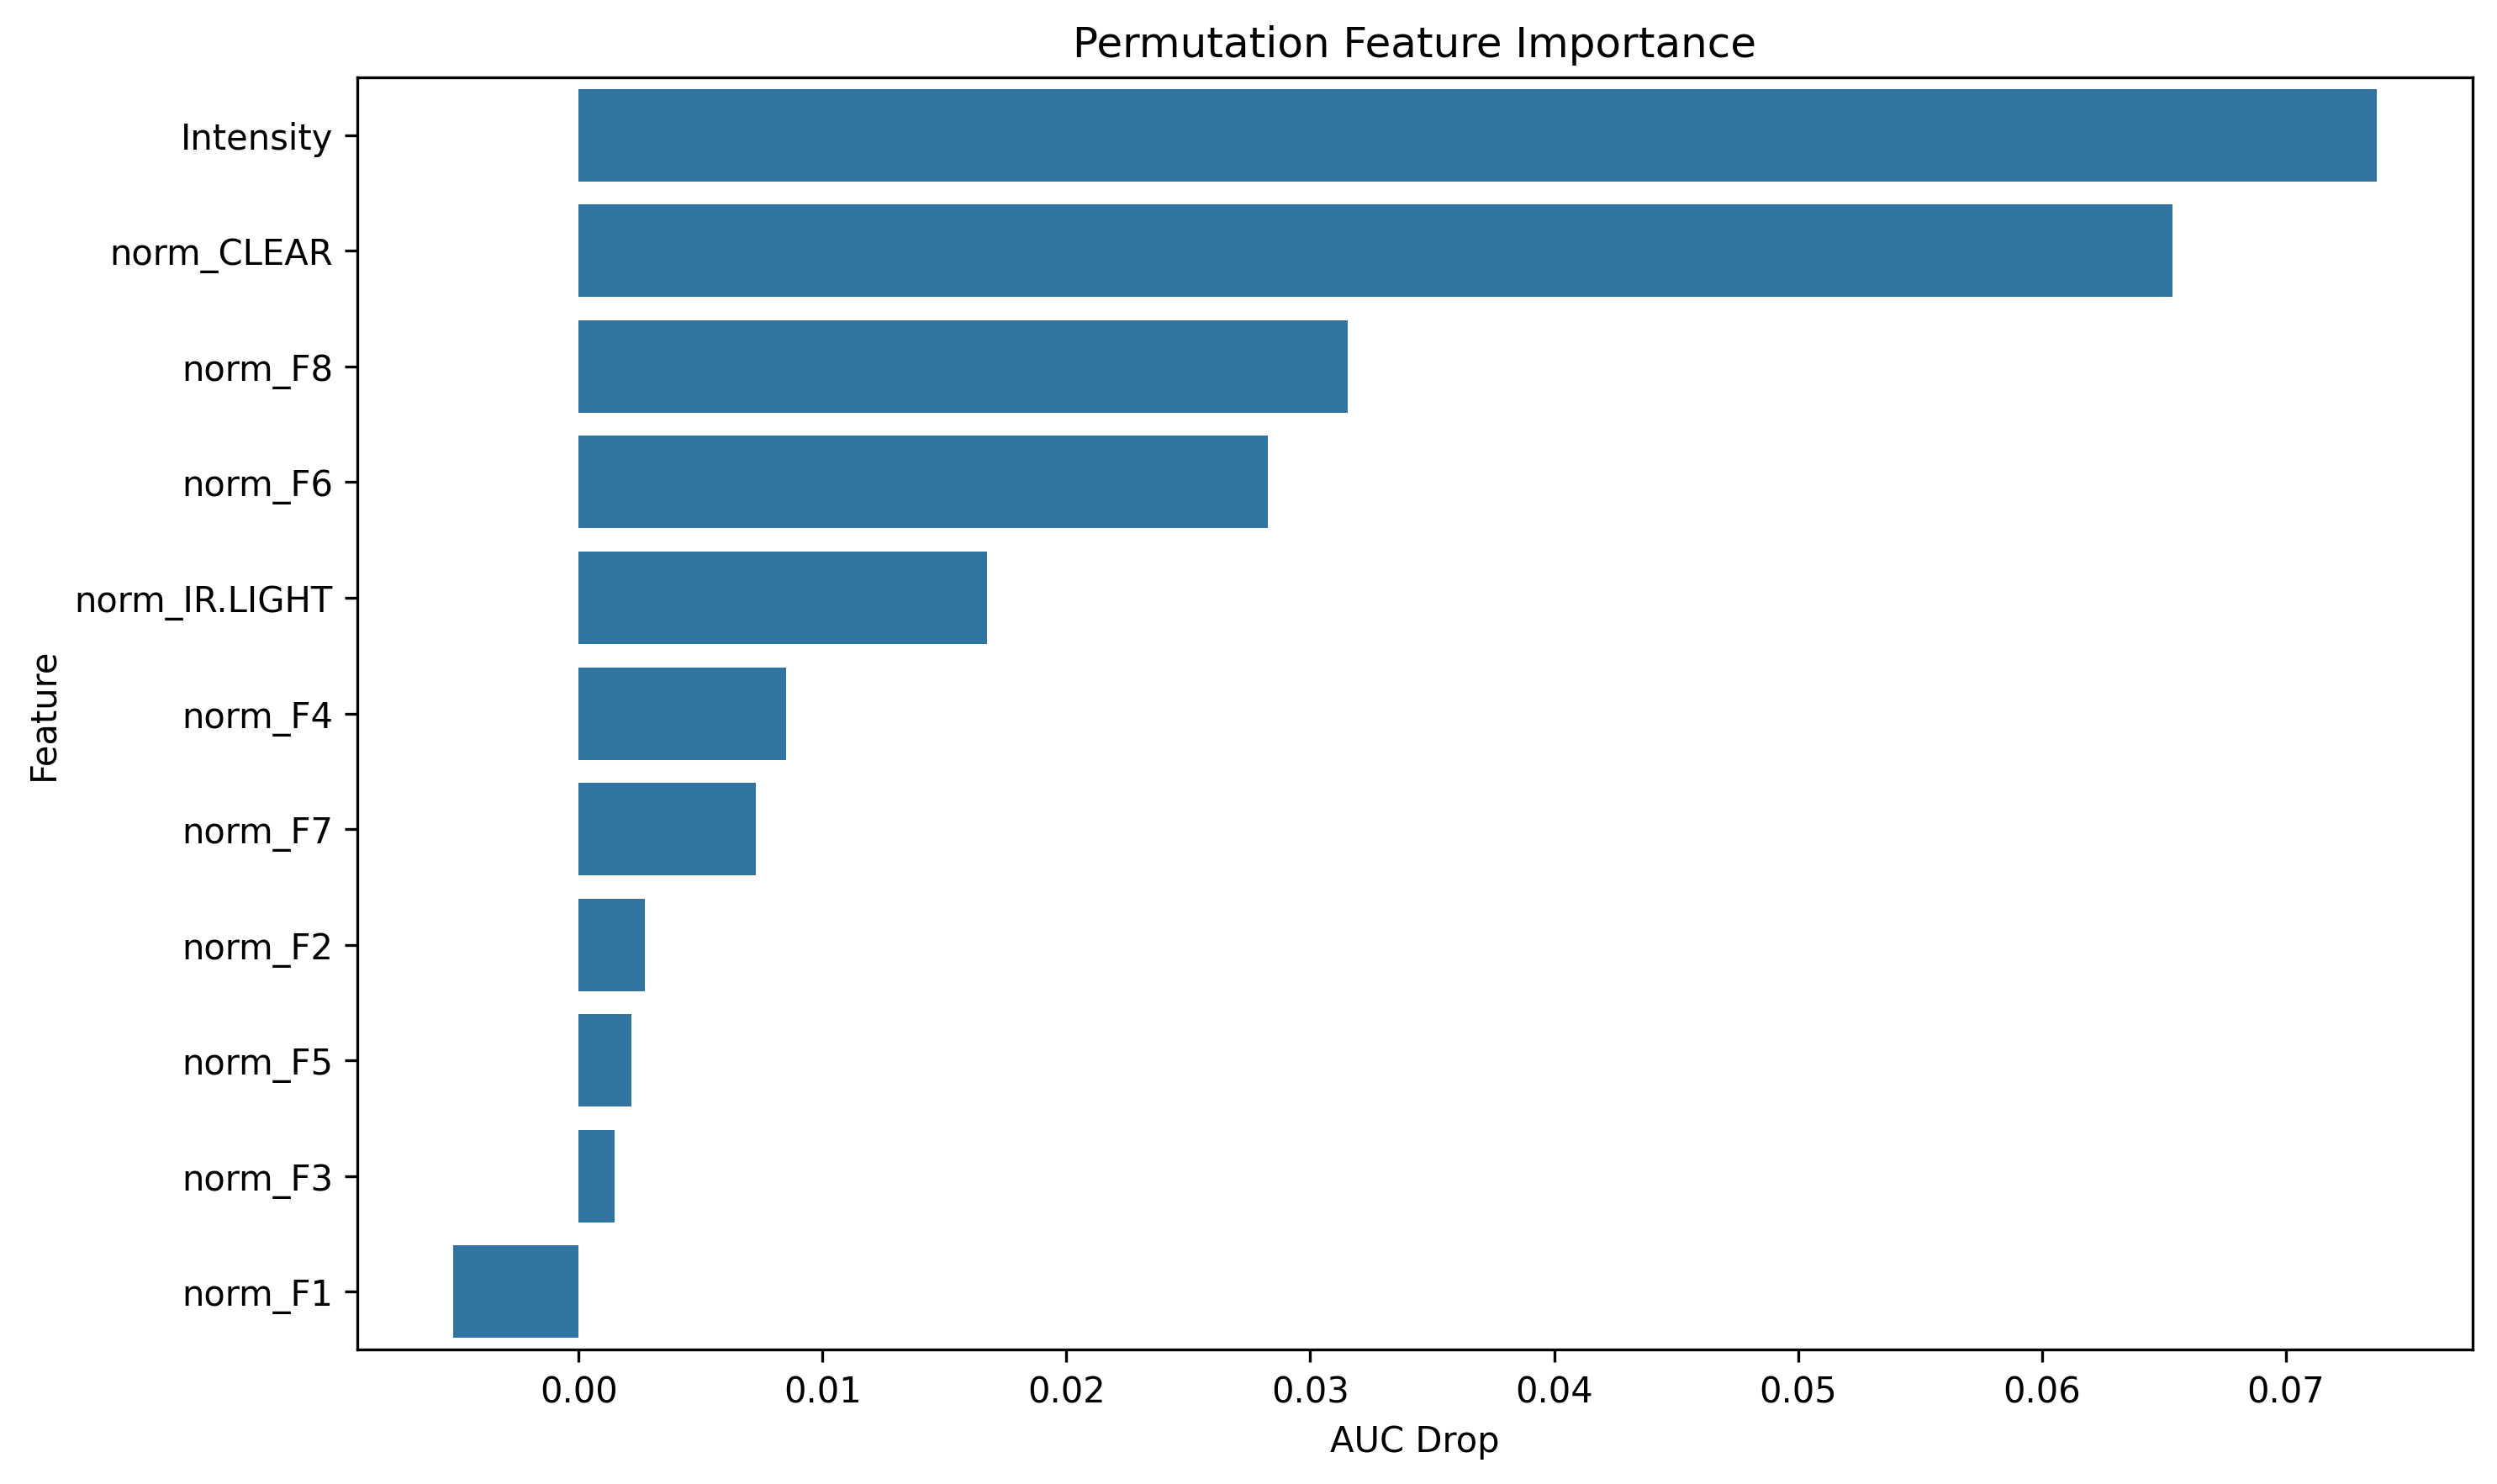 Permutation Feature Importance
Feature
Intensity
norm_CLEAR
norm_F8
norm_F6
norm_IR.LIGHT
norm_F4
norm_F7
norm_F2
norm_F5
norm_F3
norm_F1
0.00 0.01 0.02 0.03 0.04 0.05 0.06 0.07
AUC Drop